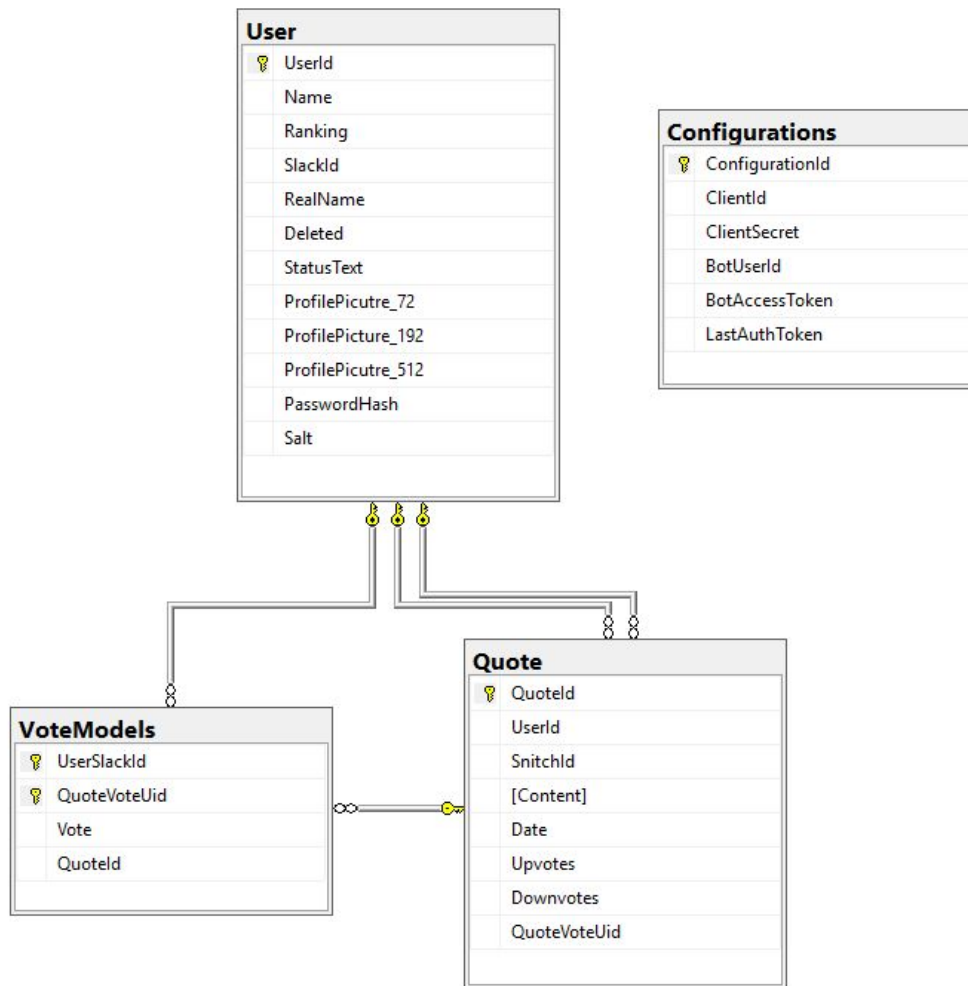 User
UserId
Name
Ranking
SlackId
RealName
Deleted
StatusText
ProfilePicutre_72
ProfilePicture_192
ProfilePicutre_512
PasswordHash
Salt
Configurations
ConfigurationId
ClientId
ClientSecret
BotUserId
BotAccessToken
LastAuthToken
VoteModels
UserSlackId
QuoteVoteUid
Vote
QuoteId
Quote
QuoteId
UserId
SnitchId
[Content]
Date
Upvotes
Downvotes
QuoteVoteUid